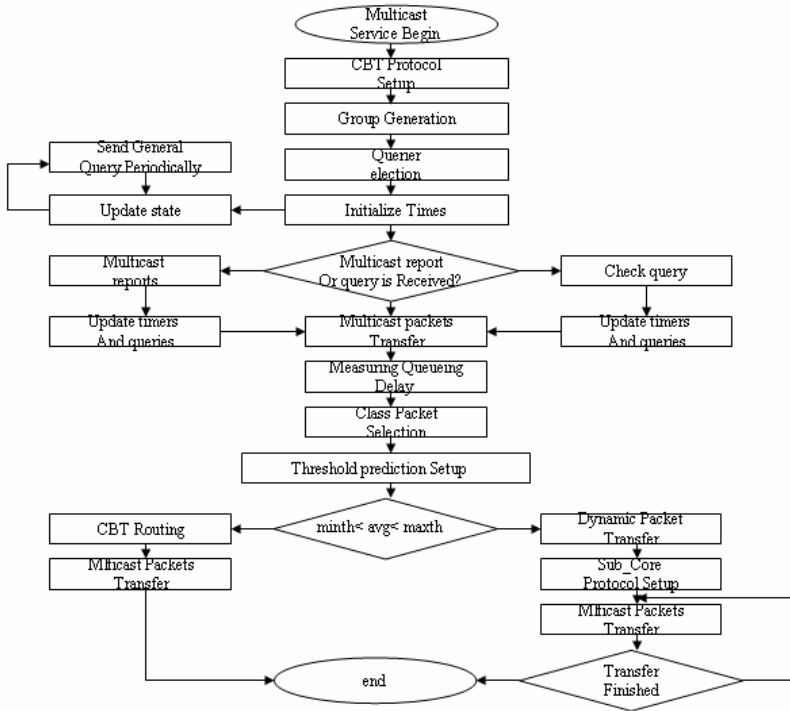 Multicast
Service Begin
CBT Protocol
Setup
Group Generation
Send General
Query Periodically
Querier
election
Update state
Initialize Times
Multicast
reports
Multicast report
Or query is Received?
Check query
Update timers
And queries
Multicast packets
Transfer
Update timers
And queries
Measuring Queueing
Delay
Class Packet
Selection
Threshold prediction Setup
CBT Routing
minth< avg< maxth
Dynamic Packet
Transfer
Mlticast Packets
Transfer
Sub_Core
Protocol Setup
Mlticast Packets
Transfer
end
Transfer
Finished